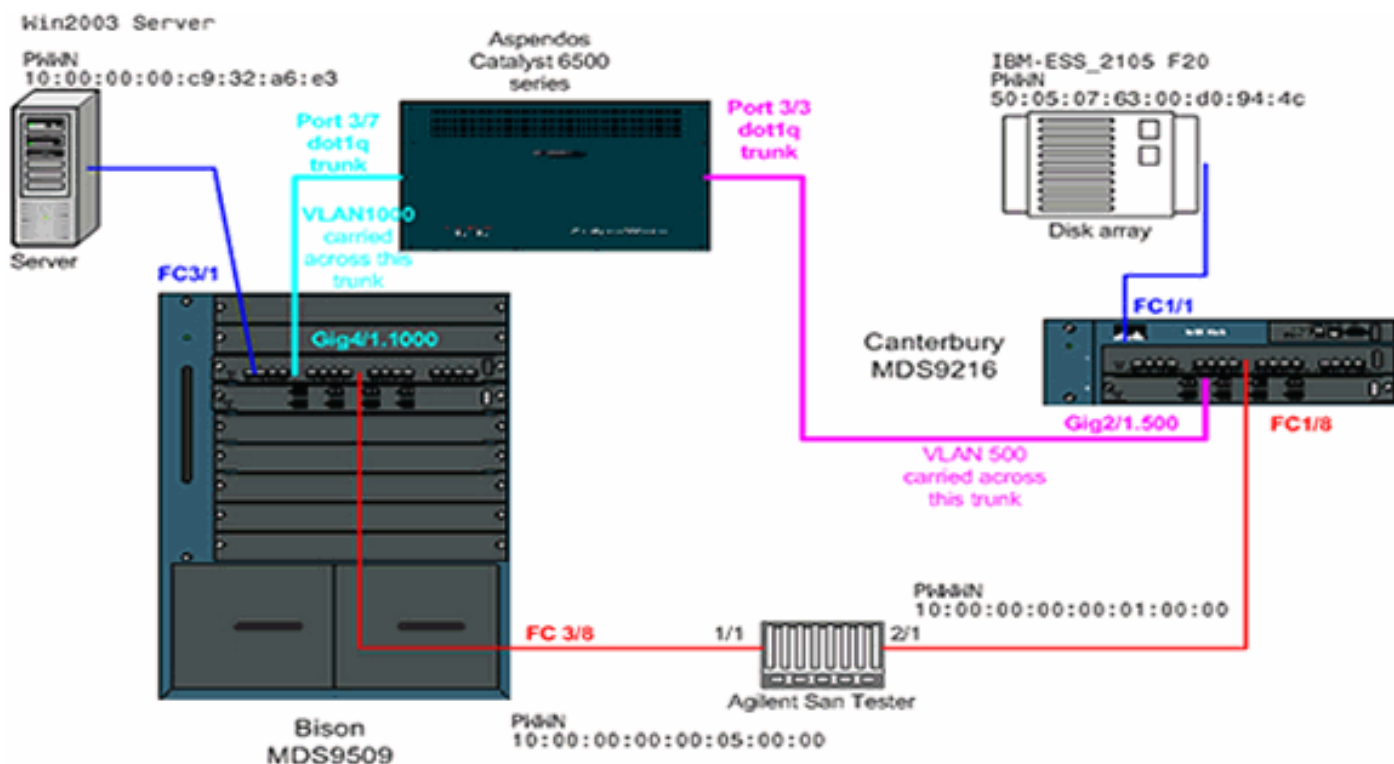 Win2003 Server
PWWN
10:00:00:00:c9:32:a6:e3
Server
Aspendos
Catalyst 6500
series
IBM-ESS_2105 F20
PWWN
50:05:07:63:00:d0:94:4c
Disk array
Port 3/7
dot1q
trunk
Port 3/3
dot1q
trunk
VLAN1000
carried
across this
trunk
FC3/1
Gig4/1.1000
FC1/1
Canterbury
MDS9216
Gig2/1.500
FC1/8
VLAN 500
carried across
this trunk
PWWN
10:00:00:00:00:01:00:00
FC 3/8
1/1
2/1
Agilent San Tester
Bison
MDS9509
PWWN
10:00:00:00:00:05:00:00